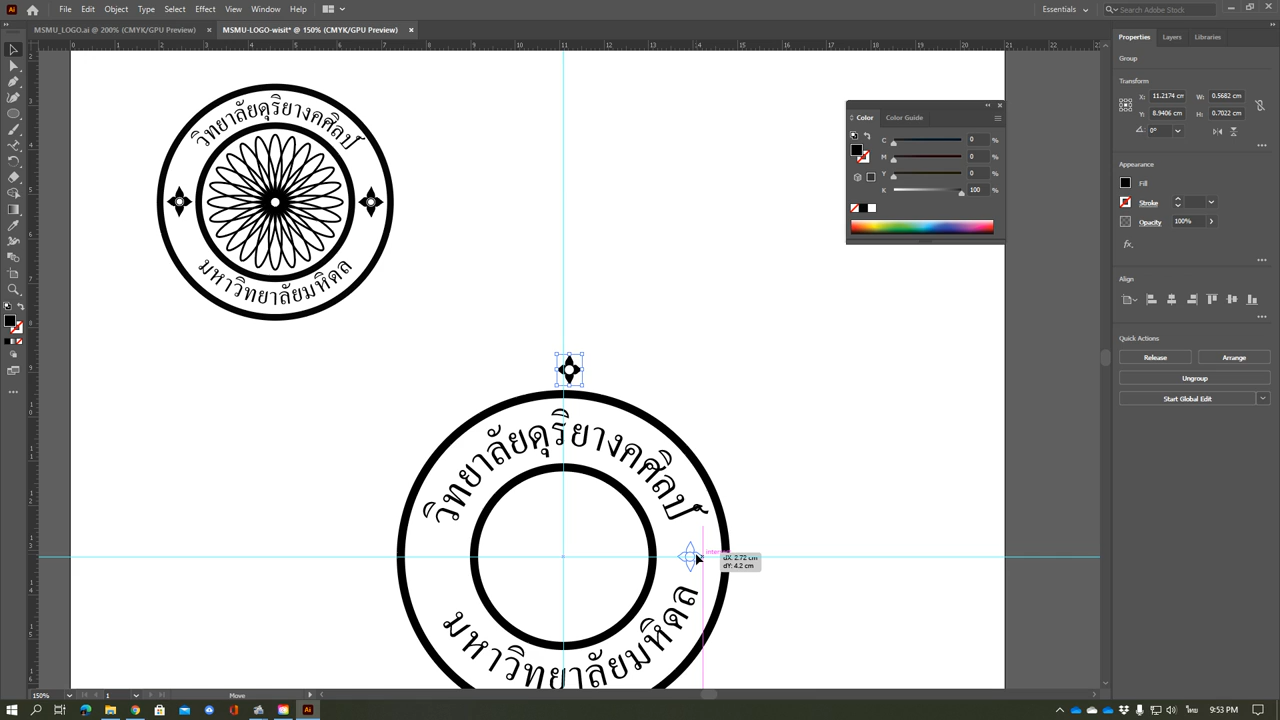 Ai
File Edit Object Type Select Effect View Window Help
Essentials
MSMU_LOGO.ai @ 200% (CMYK/GPU Preview) ×
MSMU-LOGO-wisit* @ 150% (CMYK/GPU Preview) ×
Properties Layers Libraries
Group
Transform
X: 11.2174 cm W: 0.5682 cm
Y: 8.9406 cm H: 0.7022 cm
0°
Color Color Guide
C 0 %
M 0 %
Y 0 %
K 100 %
Appearance
Fill
Stroke
Opacity 100%
fx.
Align
Quick Actions
Release Arrange
Ungroup
Start Global Edit
วิทยาลัยดุริยางคศิลป์
มหาวิทยาลัยมหิดล
วิทยาลัยดุริยางคศิลป์
dX: 2.72 cm
dY: 4.2 cm
มหาวิทยาลัยมหิดล
150% 1 Move
ไทย 9:53 PM